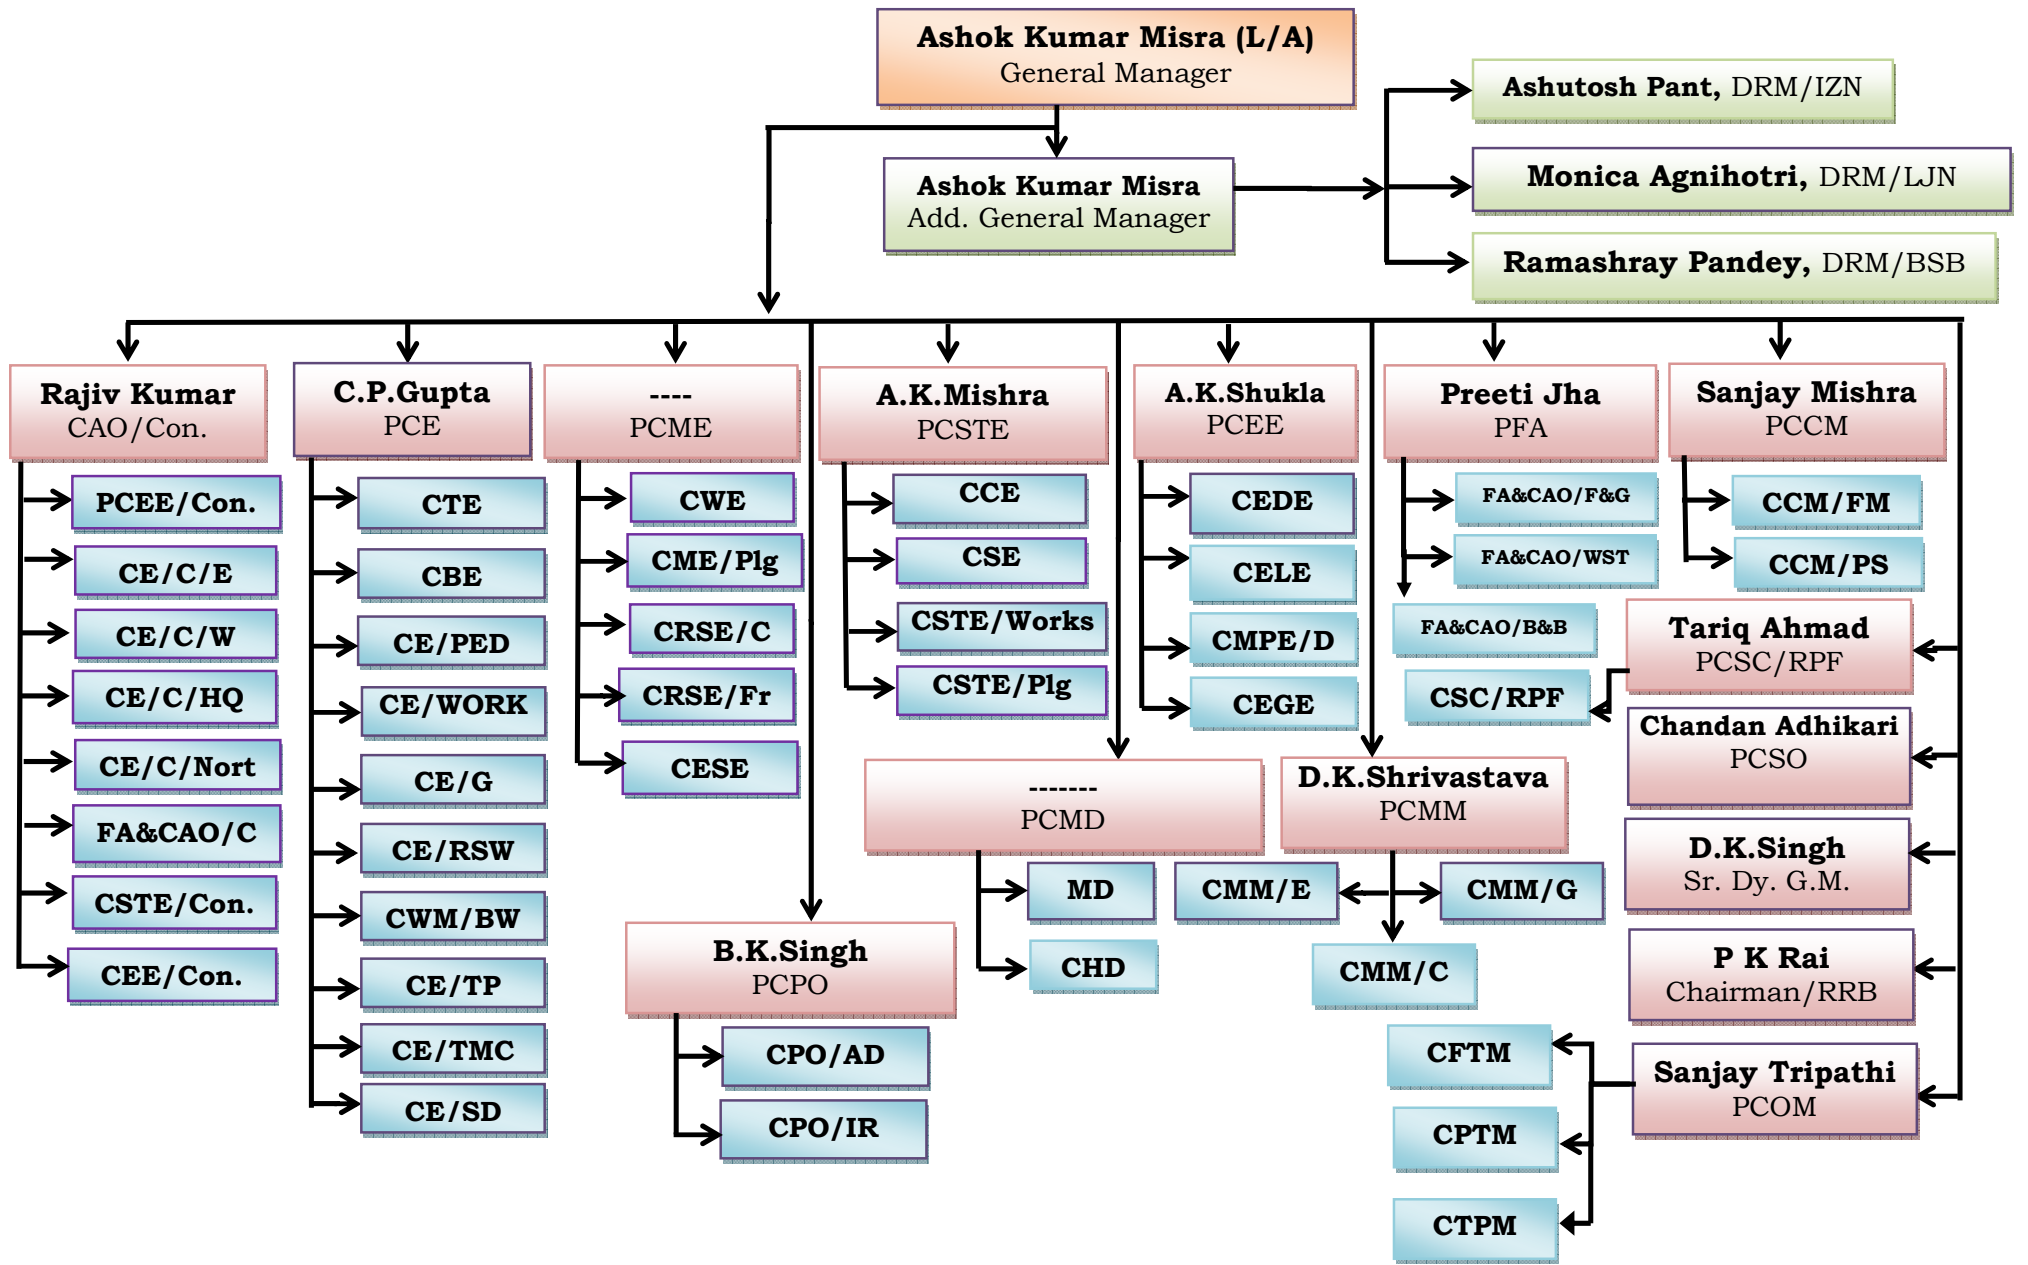 Ashok Kumar Misra (L/A)
General Manager
Ashutosh Pant, DRM/IZN
Ashok Kumar Misra
Add. General Manager
Monica Agnihotri, DRM/LJN
Ramashray Pandey, DRM/BSB
Rajiv Kumar
CAO/Con.
PCEE/Con.
CE/C/E
CE/C/W
CE/C/HQ
CE/C/Nort
FA&CAO/C
CSTE/Con.
CEE/Con.
C.P.Gupta
PCE
CTE
CBE
CE/PED
CE/WORK
CE/G
CE/RSW
CWM/BW
CE/TP
CE/TMC
CE/SD
----
PCME
CWE
CME/Plg
CRSE/C
CRSE/Fr
CESE
B.K.Singh
PCPO
CPO/AD
CPO/IR
A.K.Mishra
PCSTE
CCE
CSE
CSTE/Works
CSTE/Plg
-------
PCMD
MD
CHD
A.K.Shukla
PCEE
CEDE
CELE
CMPE/D
CEGE
D.K.Shrivastava
PCMM
CMM/E
CMM/G
CMM/C
Preeti Jha
PFA
FA&CAO/F&G
FA&CAO/WST
FA&CAO/B&B
Sanjay Mishra
PCCM
CCM/FM
CCM/PS
Tariq Ahmad
PCSC/RPF
CSC/RPF
Chandan Adhikari
PCSO
D.K.Singh
Sr. Dy. G.M.
P K Rai
Chairman/RRB
Sanjay Tripathi
PCOM
CFTM
CPTM
CTPM